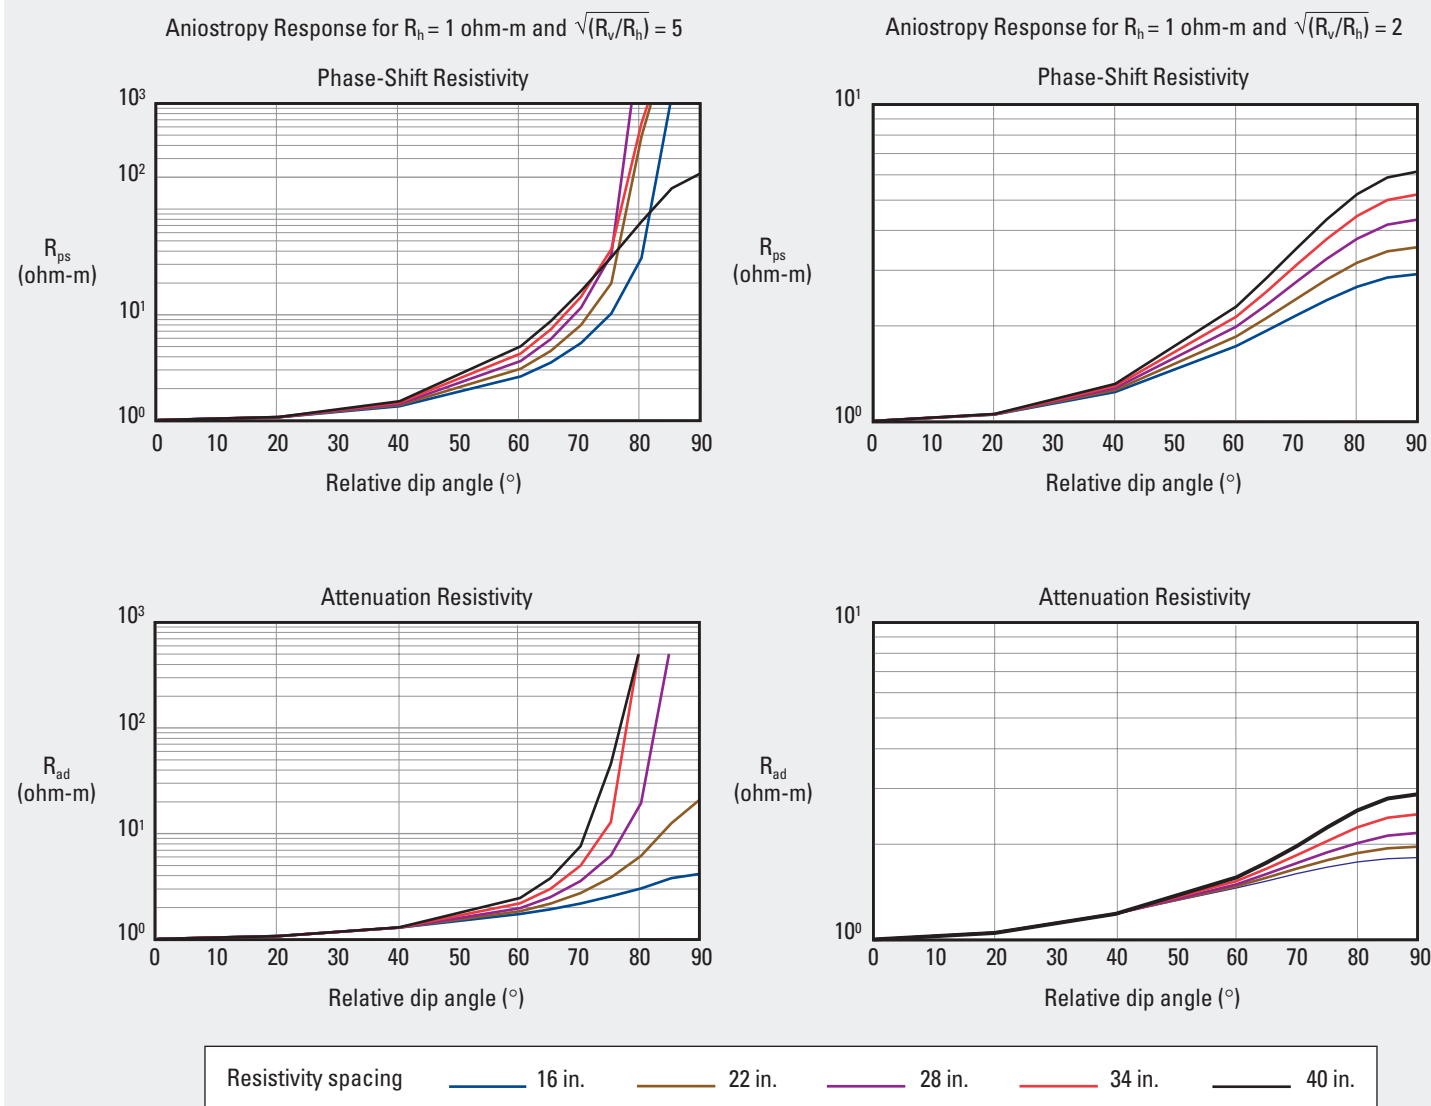 Aniostropy Response for Rₕ = 1 ohm-m and √(Rᵥ/Rₕ) = 5
Aniostropy Response for Rₕ = 1 ohm-m and √(Rᵥ/Rₕ) = 2
Phase-Shift Resistivity
10³
10²
10¹
10⁰
Rps
(ohm-m)
0 10 20 30 40 50 60 70 80 90
Relative dip angle (°)
Phase-Shift Resistivity
10¹
10⁰
Rps
(ohm-m)
0 10 20 30 40 50 60 70 80 90
Relative dip angle (°)
Attenuation Resistivity
10³
10²
10¹
10⁰
Rad
(ohm-m)
0 10 20 30 40 50 60 70 80 90
Relative dip angle (°)
Attenuation Resistivity
10¹
10⁰
Rad
(ohm-m)
0 10 20 30 40 50 60 70 80 90
Relative dip angle (°)
Resistivity spacing 16 in. 22 in. 28 in. 34 in. 40 in.